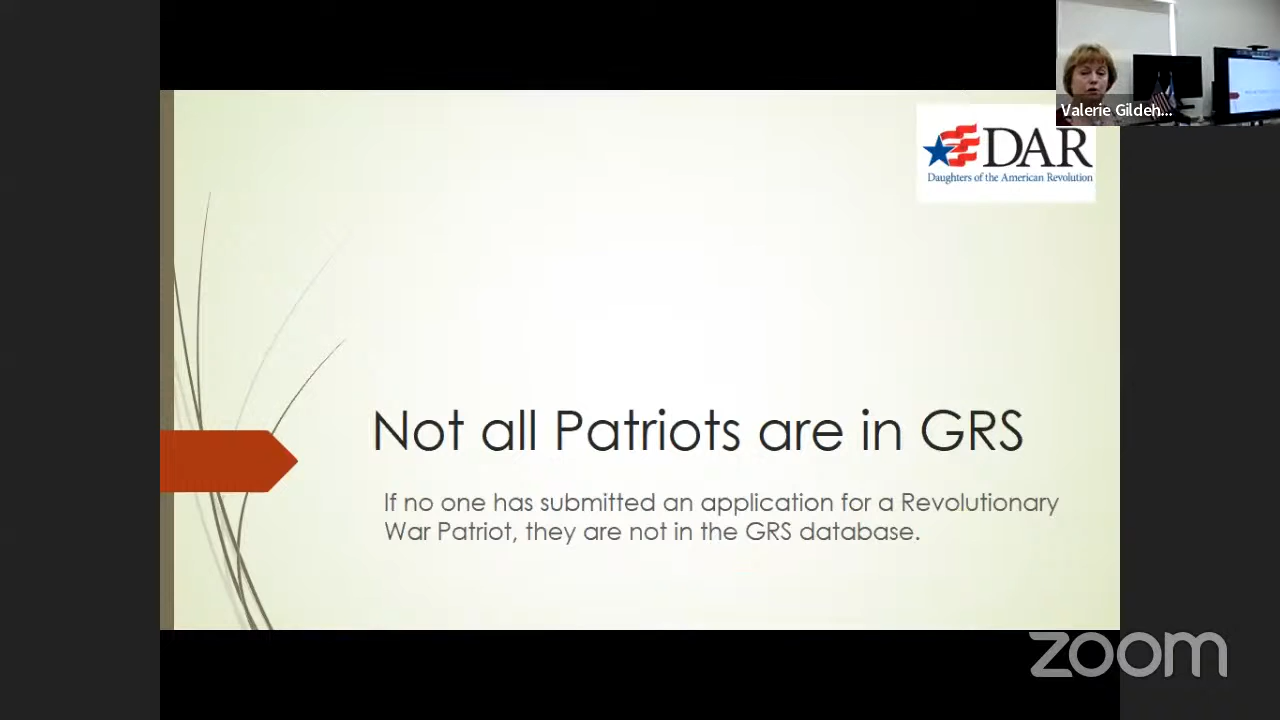 Valerie Gildeh...
DAR
Daughters of the American Revolution
Not all Patriots are in GRS
If no one has submitted an application for a Revolutionary
War Patriot, they are not in the GRS database.
zoom